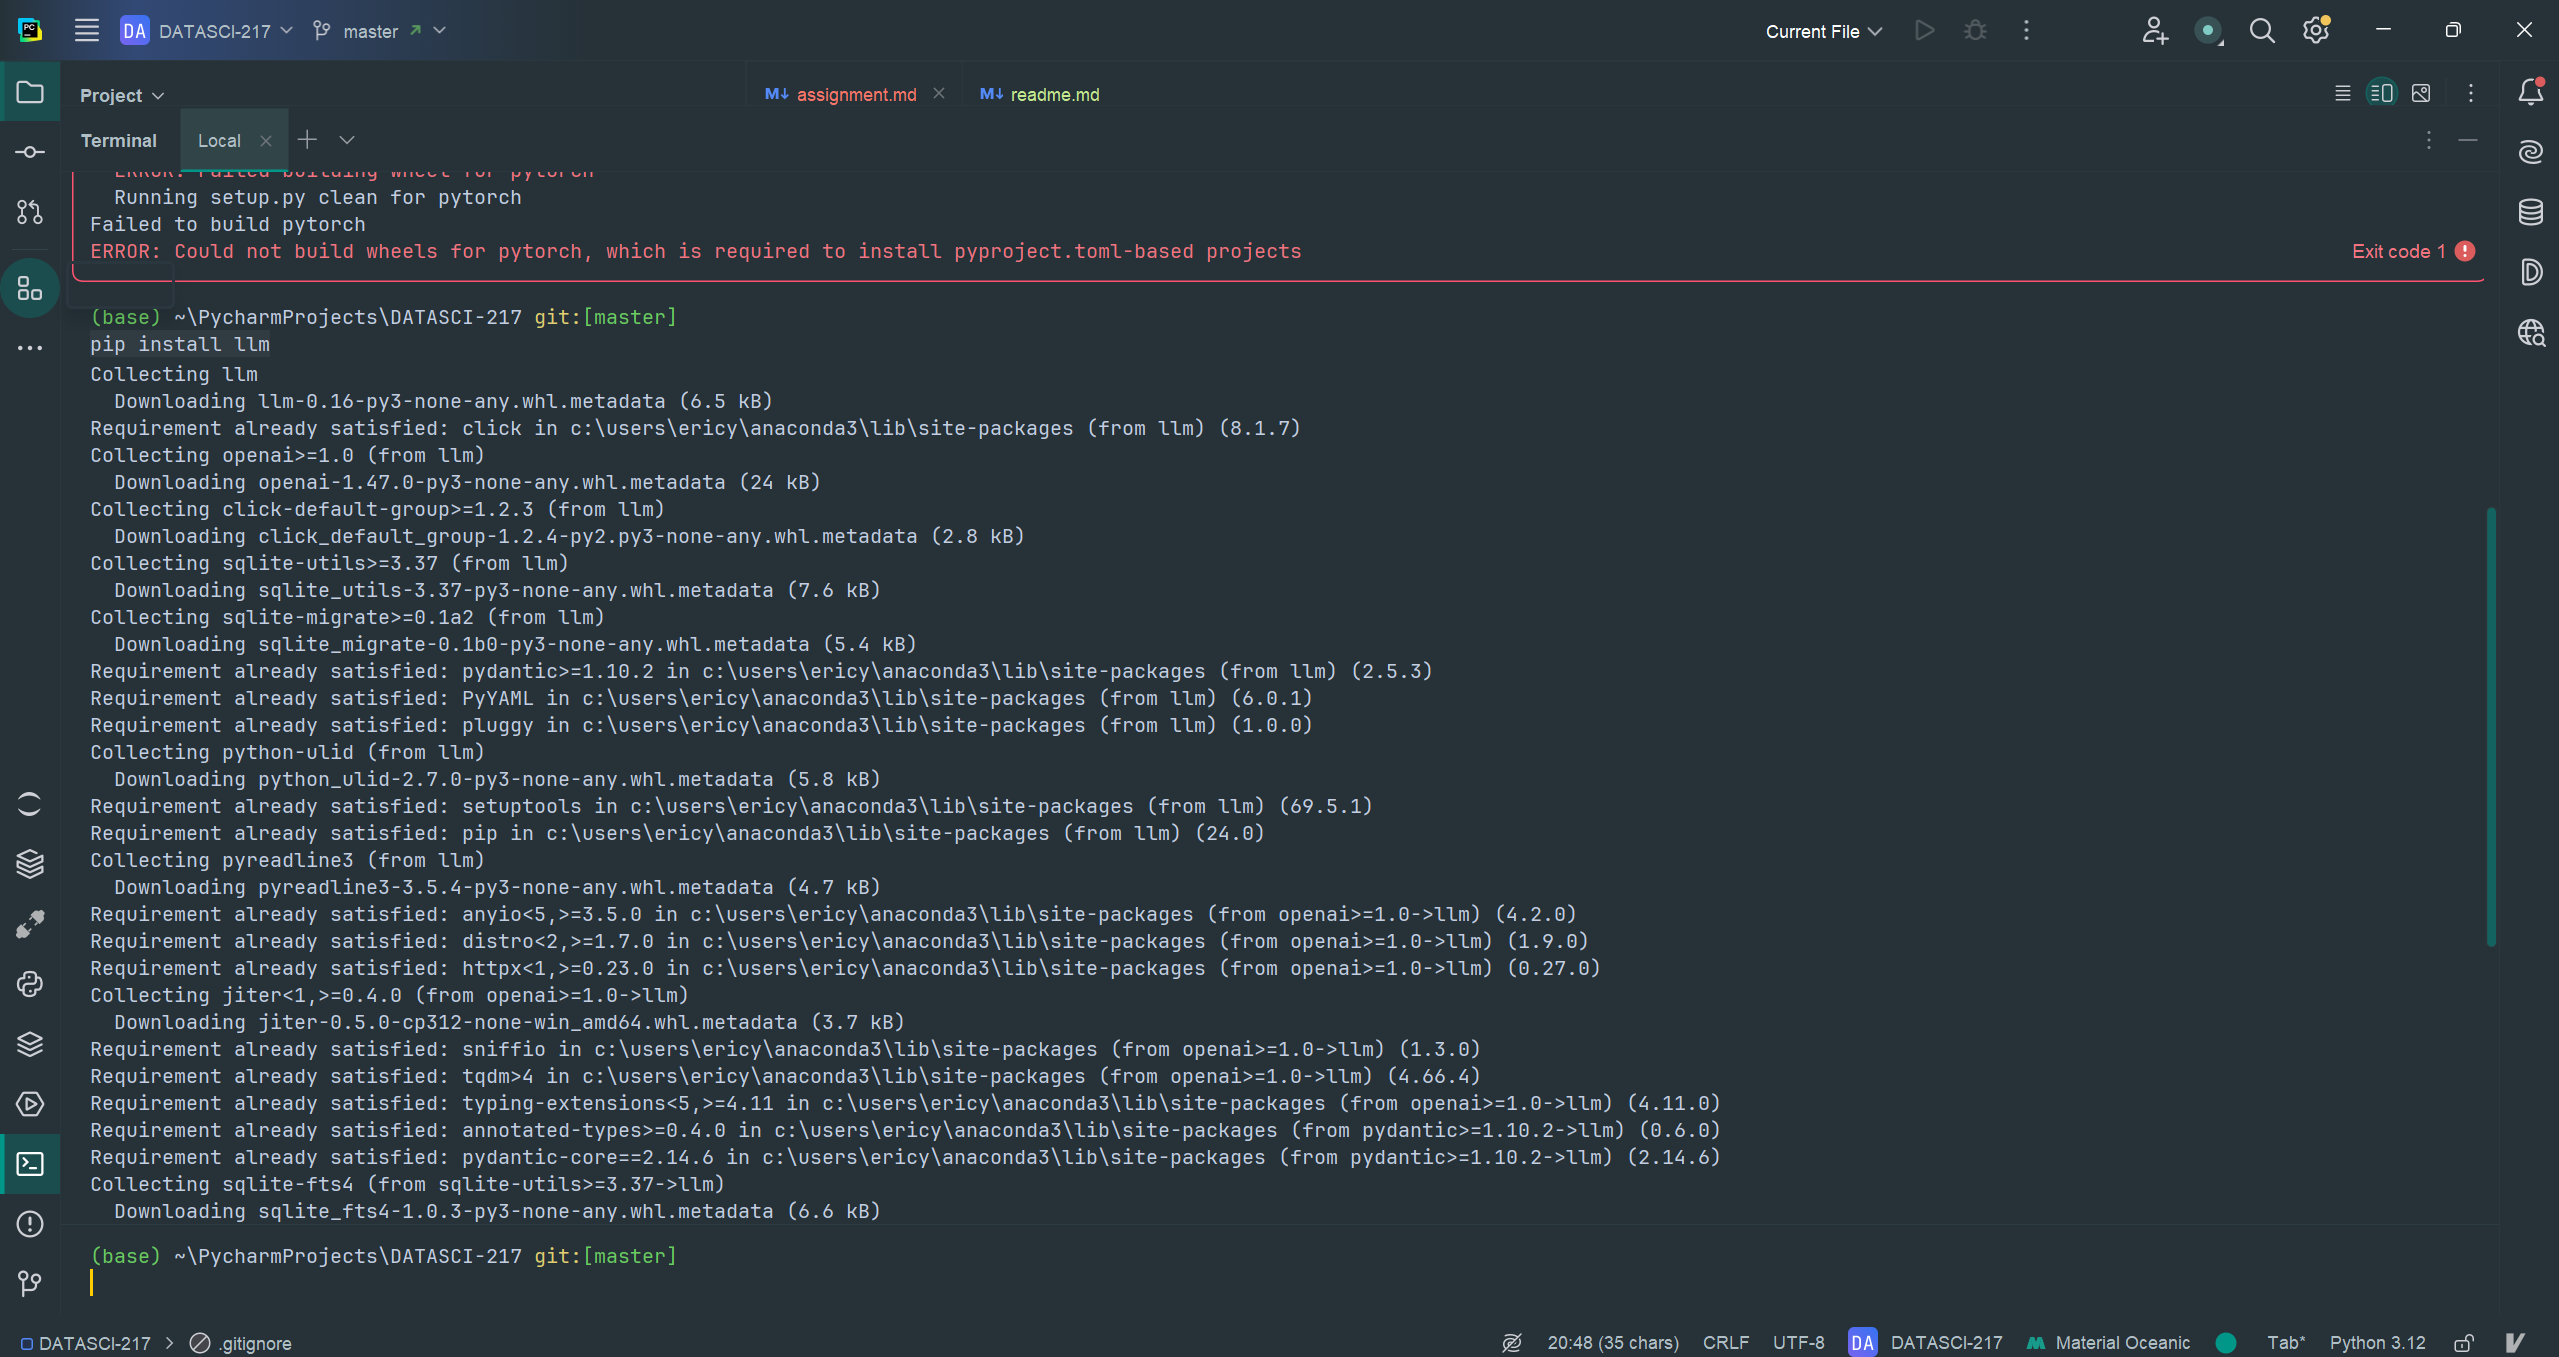 PC
DA DATASCI-217 master Current File
Project assignment.md readme.md
Terminal Local
ERROR: Failed building wheel for pytorch
Running setup.py clean for pytorch
Failed to build pytorch
ERROR: Could not build wheels for pytorch, which is required to install pyproject.toml-based projects Exit code 1
(base) ~\PycharmProjects\DATASCI-217 git:[master]
pip install llm
Collecting llm
Downloading llm-0.16-py3-none-any.whl.metadata (6.5 kB)
Requirement already satisfied: click in c:\users\ericy\anaconda3\lib\site-packages (from llm) (8.1.7)
Collecting openai>=1.0 (from llm)
Downloading openai-1.47.0-py3-none-any.whl.metadata (24 kB)
Collecting click-default-group>=1.2.3 (from llm)
Downloading click_default_group-1.2.4-py2.py3-none-any.whl.metadata (2.8 kB)
Collecting sqlite-utils>=3.37 (from llm)
Downloading sqlite_utils-3.37-py3-none-any.whl.metadata (7.6 kB)
Collecting sqlite-migrate>=0.1a2 (from llm)
Downloading sqlite_migrate-0.1b0-py3-none-any.whl.metadata (5.4 kB)
Requirement already satisfied: pydantic>=1.10.2 in c:\users\ericy\anaconda3\lib\site-packages (from llm) (2.5.3)
Requirement already satisfied: PyYAML in c:\users\ericy\anaconda3\lib\site-packages (from llm) (6.0.1)
Requirement already satisfied: pluggy in c:\users\ericy\anaconda3\lib\site-packages (from llm) (1.0.0)
Collecting python-ulid (from llm)
Downloading python_ulid-2.7.0-py3-none-any.whl.metadata (5.8 kB)
Requirement already satisfied: setuptools in c:\users\ericy\anaconda3\lib\site-packages (from llm) (69.5.1)
Requirement already satisfied: pip in c:\users\ericy\anaconda3\lib\site-packages (from llm) (24.0)
Collecting pyreadline3 (from llm)
Downloading pyreadline3-3.5.4-py3-none-any.whl.metadata (4.7 kB)
Requirement already satisfied: anyio<5,>=3.5.0 in c:\users\ericy\anaconda3\lib\site-packages (from openai>=1.0->llm) (4.2.0)
Requirement already satisfied: distro<2,>=1.7.0 in c:\users\ericy\anaconda3\lib\site-packages (from openai>=1.0->llm) (1.9.0)
Requirement already satisfied: httpx<1,>=0.23.0 in c:\users\ericy\anaconda3\lib\site-packages (from openai>=1.0->llm) (0.27.0)
Collecting jiter<1,>=0.4.0 (from openai>=1.0->llm)
Downloading jiter-0.5.0-cp312-none-win_amd64.whl.metadata (3.7 kB)
Requirement already satisfied: sniffio in c:\users\ericy\anaconda3\lib\site-packages (from openai>=1.0->llm) (1.3.0)
Requirement already satisfied: tqdm>4 in c:\users\ericy\anaconda3\lib\site-packages (from openai>=1.0->llm) (4.66.4)
Requirement already satisfied: typing-extensions<5,>=4.11 in c:\users\ericy\anaconda3\lib\site-packages (from openai>=1.0->llm) (4.11.0)
Requirement already satisfied: annotated-types>=0.4.0 in c:\users\ericy\anaconda3\lib\site-packages (from pydantic>=1.10.2->llm) (0.6.0)
Requirement already satisfied: pydantic-core==2.14.6 in c:\users\ericy\anaconda3\lib\site-packages (from pydantic>=1.10.2->llm) (2.14.6)
Collecting sqlite-fts4 (from sqlite-utils>=3.37->llm)
Downloading sqlite_fts4-1.0.3-py3-none-any.whl.metadata (6.6 kB)
(base) ~\PycharmProjects\DATASCI-217 git:[master]
DATASCI-217 > .gitignore 20:48 (35 chars) CRLF UTF-8 DA DATASCI-217 Material Oceanic Tab* Python 3.12